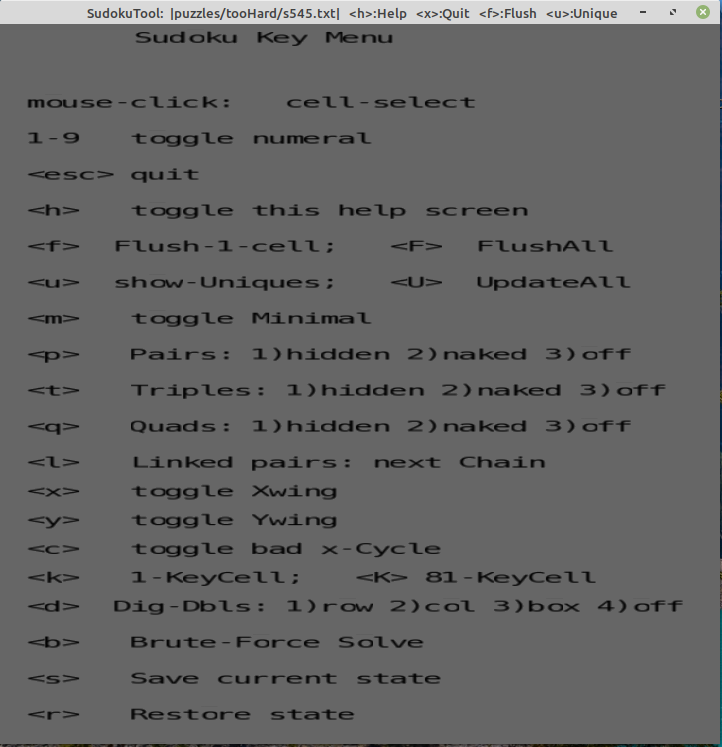 SudokuTool: |puzzles/tooHard/s545.txt| <h>:Help <x>:Quit <f>:Flush <u>:Unique
Sudoku Key Menu
mouse-click: cell-select
1-9 toggle numeral
<esc> quit
<h> toggle this help screen
<f> Flush-1-cell; <F> FlushAll
<u> show-Uniques; <U> UpdateAll
<m> toggle Minimal
<p> Pairs: 1)hidden 2)naked 3)off
<t> Triples: 1)hidden 2)naked 3)off
<q> Quads: 1)hidden 2)naked 3)off
<l> Linked pairs: next Chain
<x> toggle Xwing
<y> toggle Ywing
<c> toggle bad x-Cycle
<k> 1-KeyCell; <K> 81-KeyCell
<d> Dig-Dbls: 1)row 2)col 3)box 4)off
<b> Brute-Force Solve
<s> Save current state
<r> Restore state